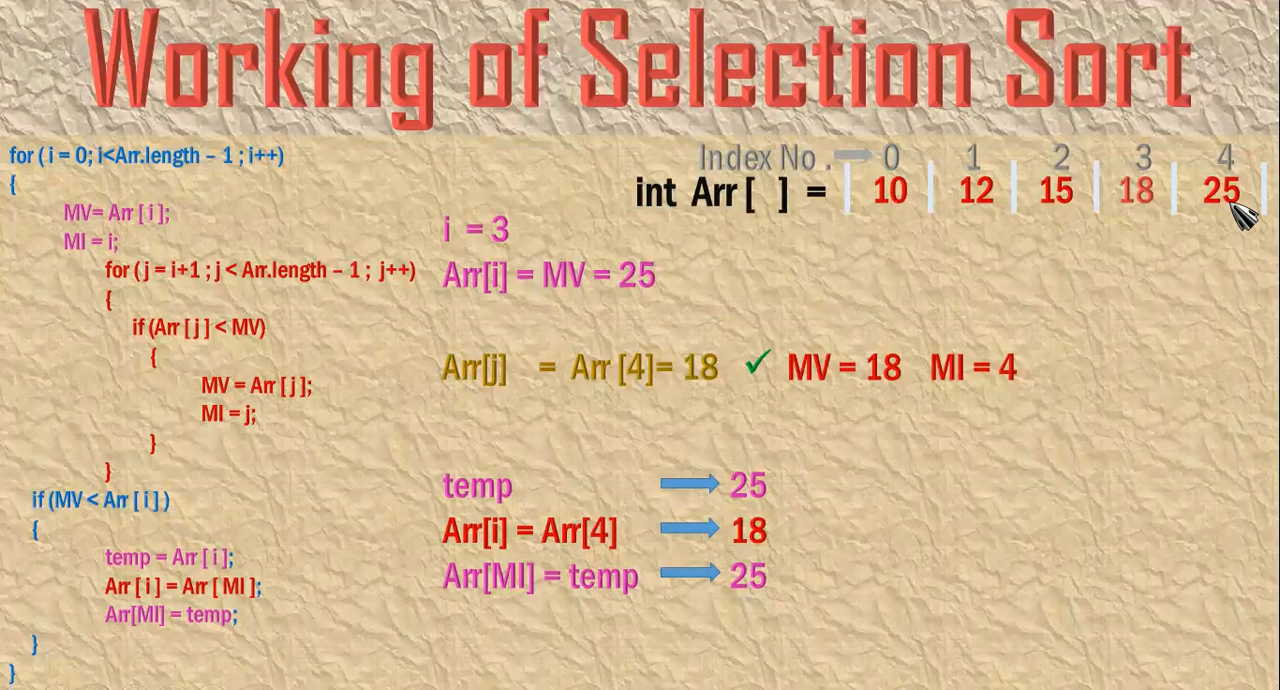 Working of Selection Sort
for ( i = 0; i<Arr.length – 1 ; i++)
{
MV= Arr [ i ];
MI = i;
for ( j = i+1 ; j < Arr.length – 1 ; j++)
{
if (Arr [ j ] < MV)
{
MV = Arr [ j ];
MI = j;
}
}
if (MV < Arr [ i ] )
{
temp = Arr [ i ];
Arr [ i ] = Arr [ MI ];
Arr[MI] = temp;
}
}
Index No . 0 1 2 3 4
int Arr [ ] = | 10 | 12 | 15 | 18 | 25 |
i = 3
Arr[i] = MV = 25
Arr[j] = Arr [4]= 18 ✓ MV = 18 MI = 4
temp 25
Arr[i] = Arr[4] 18
Arr[MI] = temp 25